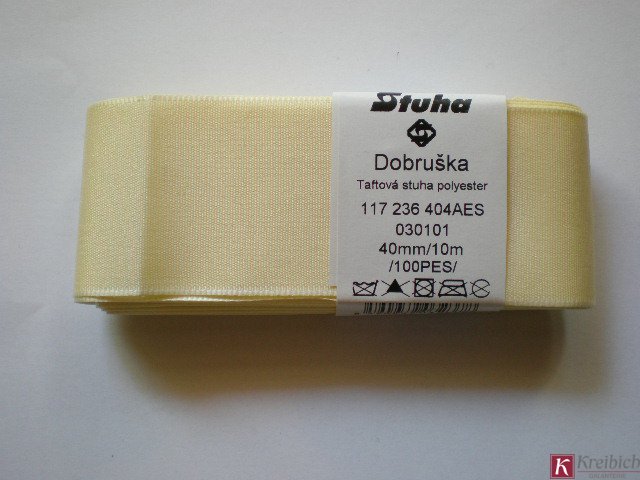 Stuha
Dobruška
Taftová stuha polyester
117 236 404AES
030101
40mm/10m
/100PES/
K Kreibich
GALANTERIE